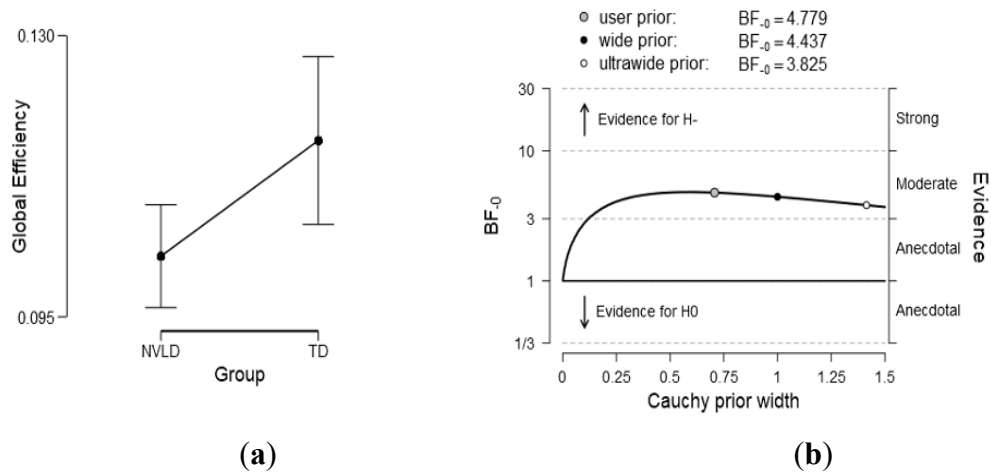 0.130
0.095
Global Efficiency
NVLD TD
Group
(a)
user prior: BF₋₀ = 4.779
wide prior: BF₋₀ = 4.437
ultrawide prior: BF₋₀ = 3.825
30
10
3
1
1/3
BF₋₀
Evidence for H-
Evidence for H0
Strong
Moderate
Anecdotal
Anecdotal
Evidence
0 0.25 0.5 0.75 1 1.25 1.5
Cauchy prior width
(b)